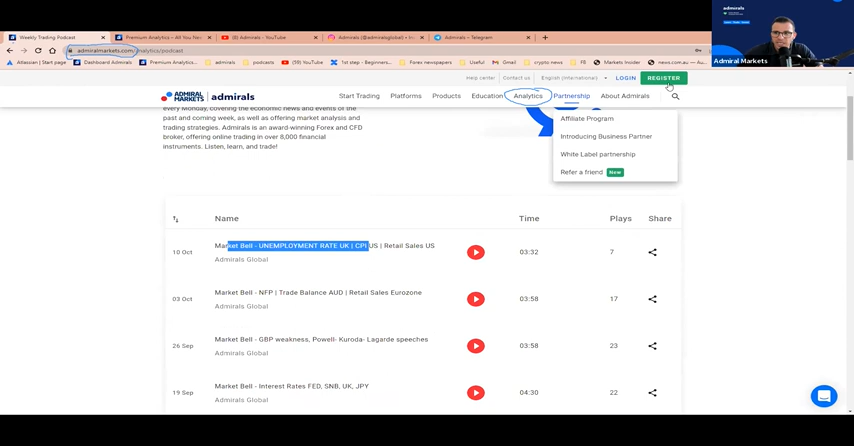 Weekly Trading Podcast
Premium Analytics – All You Nee
(58) Admirals - YouTube
Admirals (@admiralsglobal) • In
Admirals – Telegram
admiralmarkets.com/analytics/podcast
Atlassian | Start page
Dashboard Admirals
Premium Analytics
admirals
podcasts
(59) YouTube
1st step - Beginners
Forex newspapers
Useful
Gmail
crypto news
FB
Markets Insider
news.com.au — Au
admirals
Admiral Markets
Help center
Contact us
English (International)
LOGIN
REGISTER
ADMIRAL MARKETS
admirals
Start Trading
Platforms
Products
Education
Analytics
Partnership
About Admirals
every Monday, covering the economic news and events of the
past and coming week, as well as offering market analysis and
trading strategies. Admirals is an award-winning Forex and CFD
broker, offering online trading in over 8,000 financial
instruments. Listen, learn, and trade!
Affiliate Program
Introducing Business Partner
White Label partnership
Refer a friend New
Name
Time
Plays
Share
10 Oct
Market Bell - UNEMPLOYMENT RATE UK | CPI US | Retail Sales US
Admirals Global
03:32
7
03 Oct
Market Bell - NFP | Trade Balance AUD | Retail Sales Eurozone
Admirals Global
03:58
17
26 Sep
Market Bell - GBP weakness, Powell- Kuroda- Lagarde speeches
Admirals Global
03:58
23
19 Sep
Market Bell - Interest Rates FED, SNB, UK, JPY
Admirals Global
04:30
22